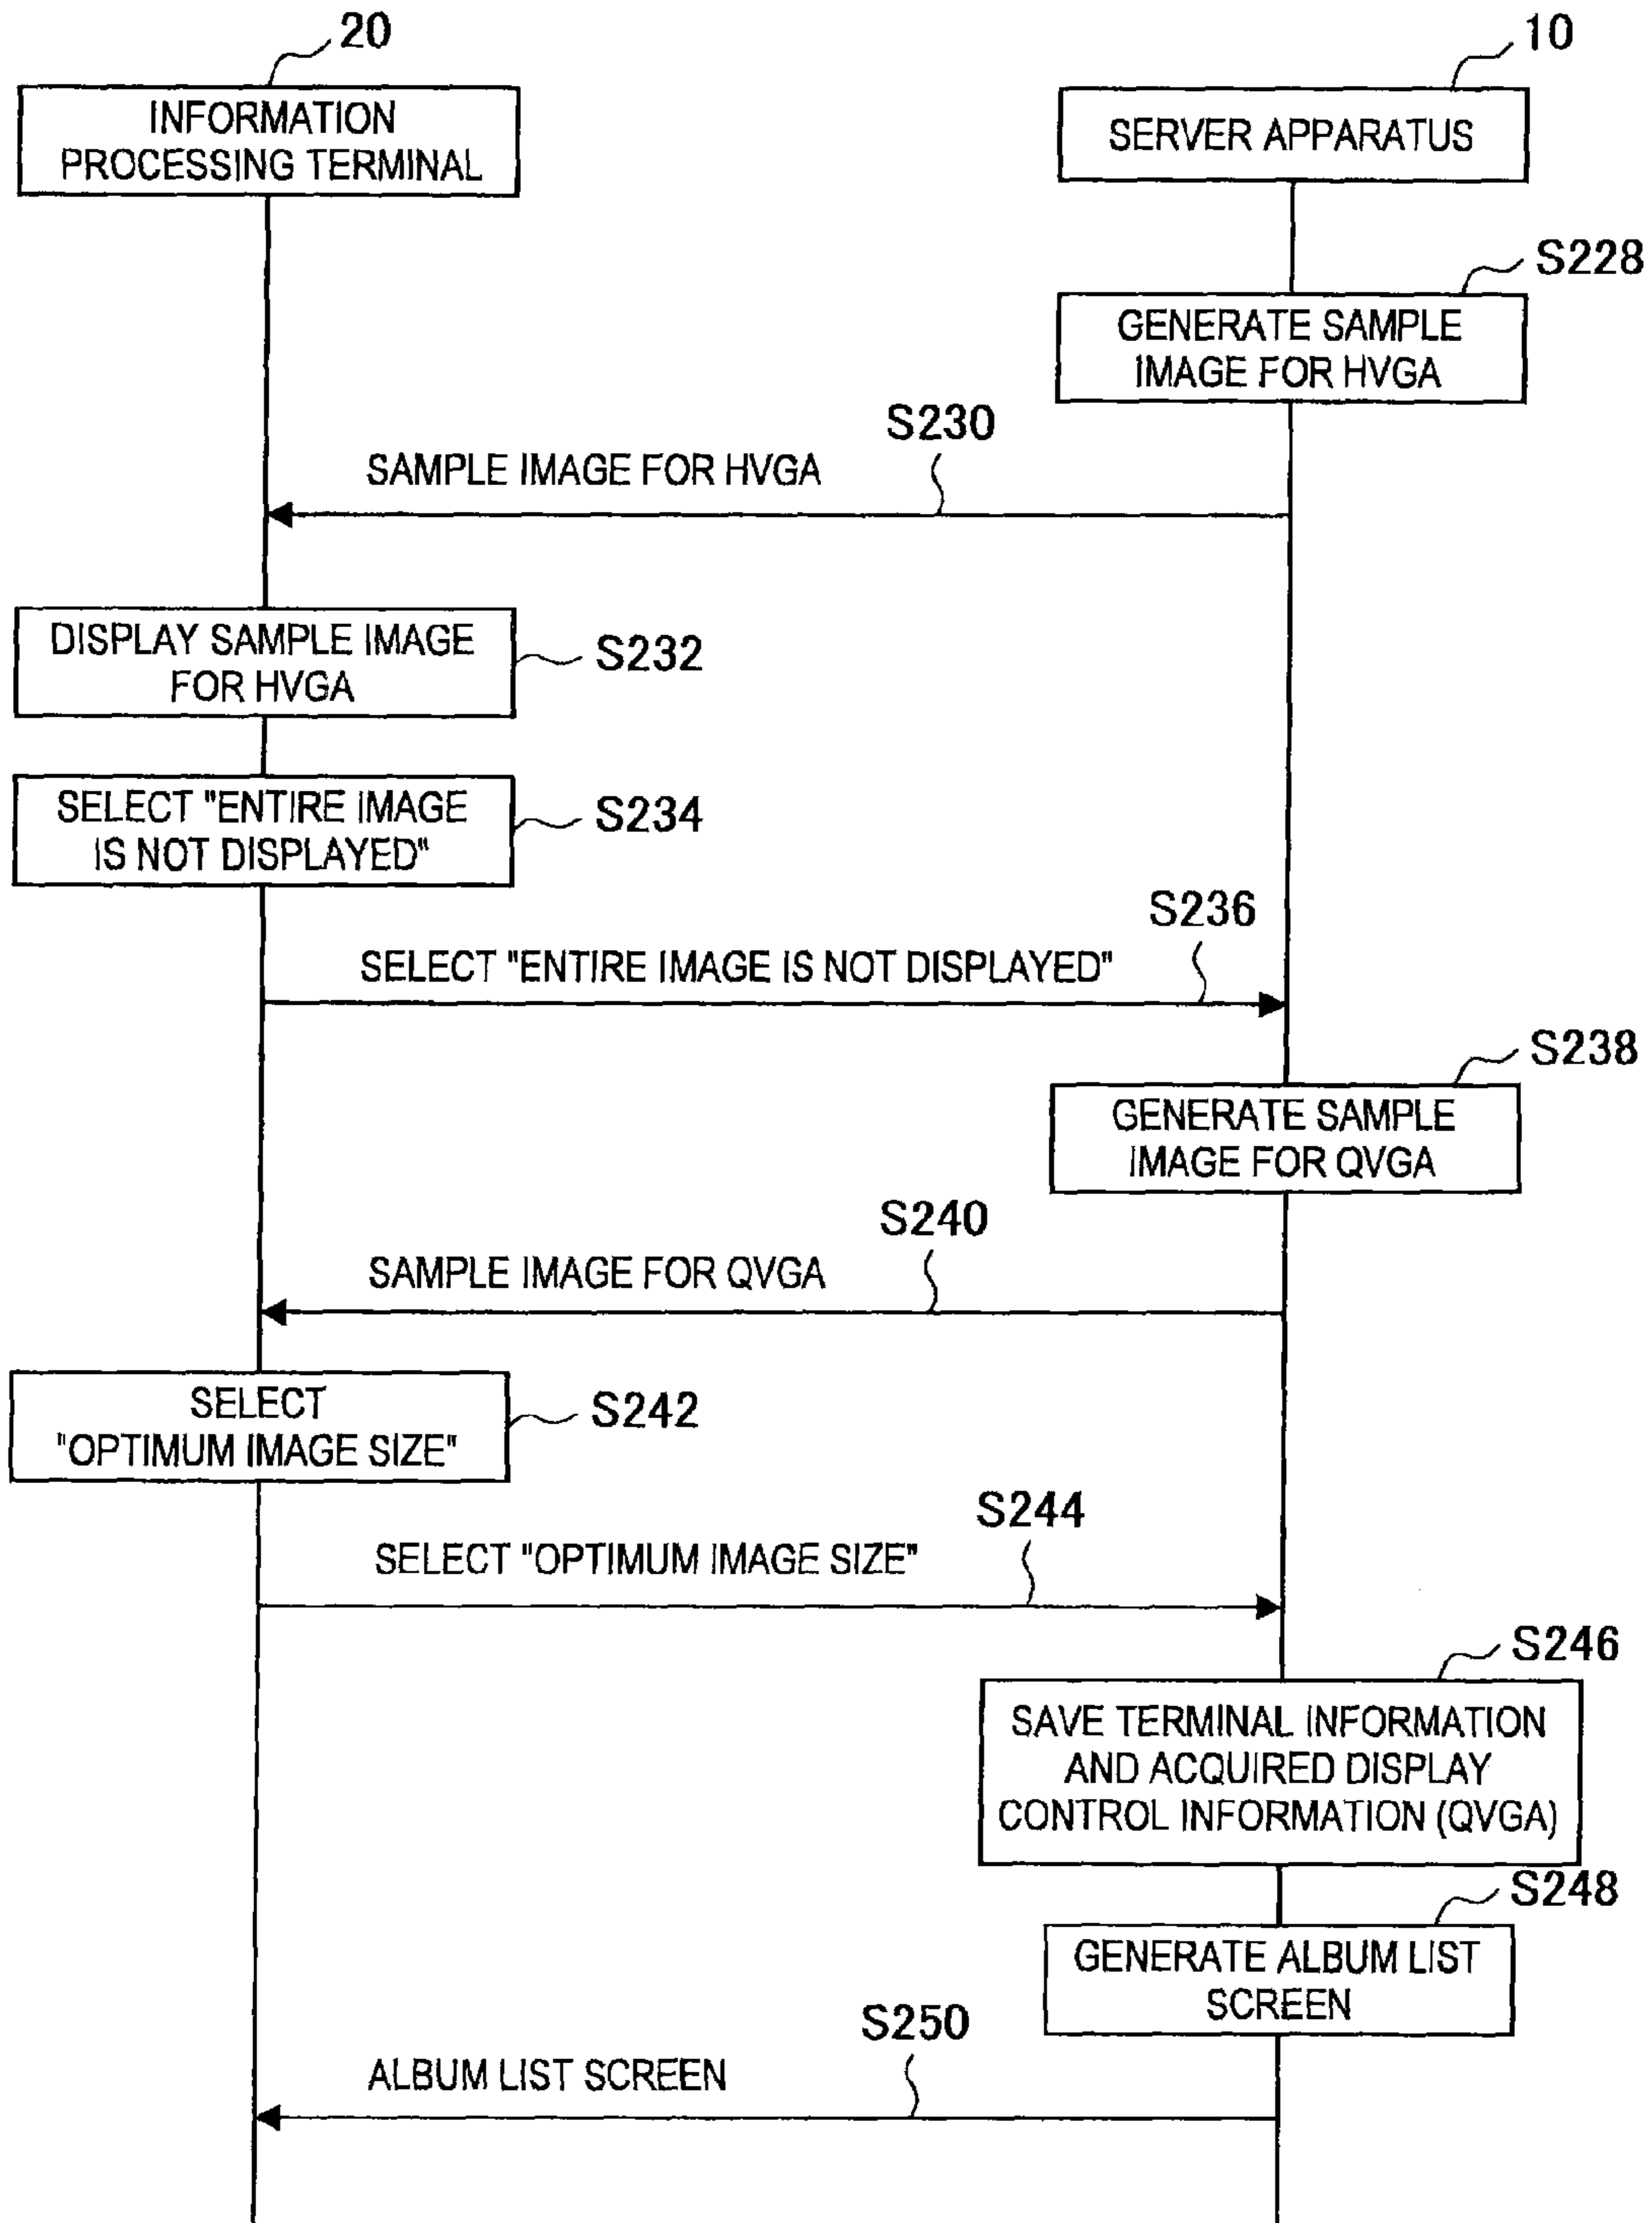 20
10
INFORMATION
PROCESSING TERMINAL
SERVER APPARATUS
S228
GENERATE SAMPLE
IMAGE FOR HVGA
S230
SAMPLE IMAGE FOR HVGA
DISPLAY SAMPLE IMAGE
FOR HVGA
S232
SELECT "ENTIRE IMAGE
IS NOT DISPLAYED"
S234
S236
SELECT "ENTIRE IMAGE IS NOT DISPLAYED"
S238
GENERATE SAMPLE
IMAGE FOR QVGA
S240
SAMPLE IMAGE FOR QVGA
SELECT
"OPTIMUM IMAGE SIZE"
S242
S244
SELECT "OPTIMUM IMAGE SIZE"
S246
SAVE TERMINAL INFORMATION
AND ACQUIRED DISPLAY
CONTROL INFORMATION (QVGA)
S248
GENERATE ALBUM LIST
SCREEN
S250
ALBUM LIST SCREEN